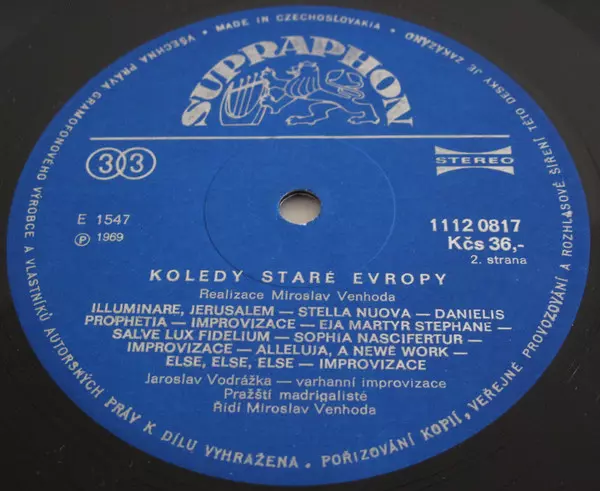 • MADE IN CZECHOSLOVAKIA •
VŠECHNA PRÁVA GRAMOFONOVÉHO VÝROBCE A VLASTNÍKŮ AUTORSKÝCH PRÁV K DÍLU VYHRAŽENA. • POŘIZOVÁNÍ KOPIÍ, VEŘEJNÉ PROVOZOVÁNÍ A ROZHLASOVÉ ŠÍŘENÍ TÉTO DESKY JE ZAKÁZÁNO
SUPRAPHON
33
STEREO
E 1547
℗ 1969
1112 0817
Kčs 36,-
2. strana
KOLEDY STARÉ EVROPY
Realizace Miroslav Venhoda
ILLUMINARE, JERUSALEM — STELLA NUOVA — DANIELIS
PROPHETIA — IMPROVIZACE — EJA MARTYR STEPHANE —
SALVE LUX FIDELIUM — SOPHIA NASCIFERTUR —
IMPROVIZACE — ALLELUJA, A NEWË WORK —
ELSE, ELSE, ELSE — IMPROVIZACE
Jaroslav Vodrážka — varhanní improvizace
Pražští madrigalisté
Řídí Miroslav Venhoda